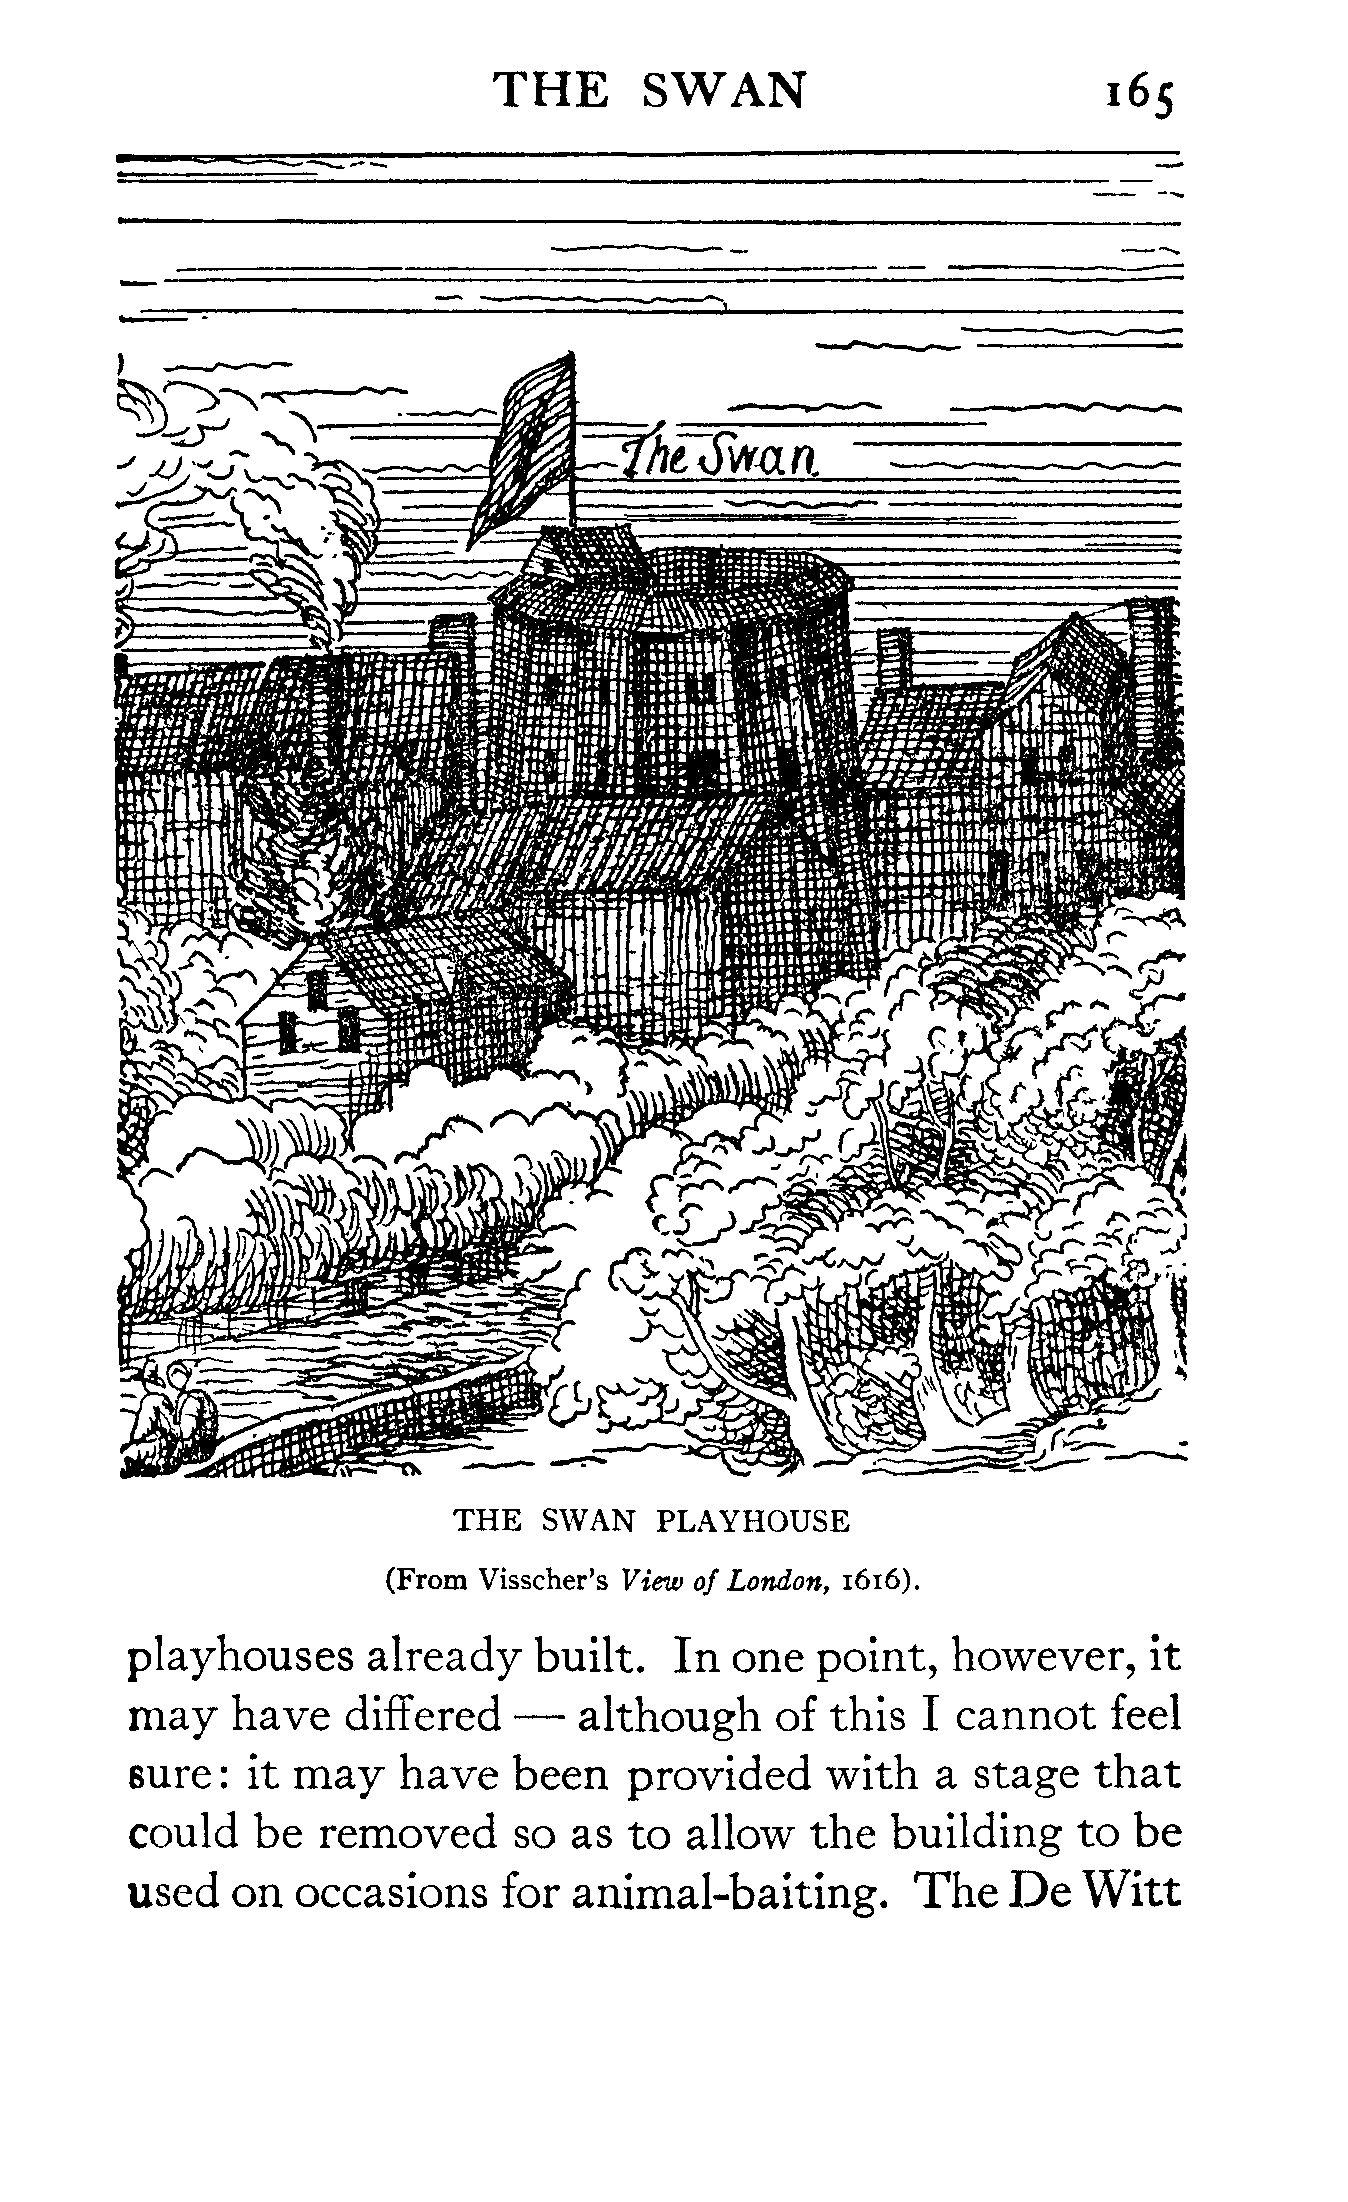 THE SWAN 165
The Swan
THE SWAN PLAYHOUSE
(From Visscher's View of London, 1616).
playhouses already built. In one point, however, it
may have differed — although of this I cannot feel
sure: it may have been provided with a stage that
could be removed so as to allow the building to be
used on occasions for animal-baiting. The De Witt